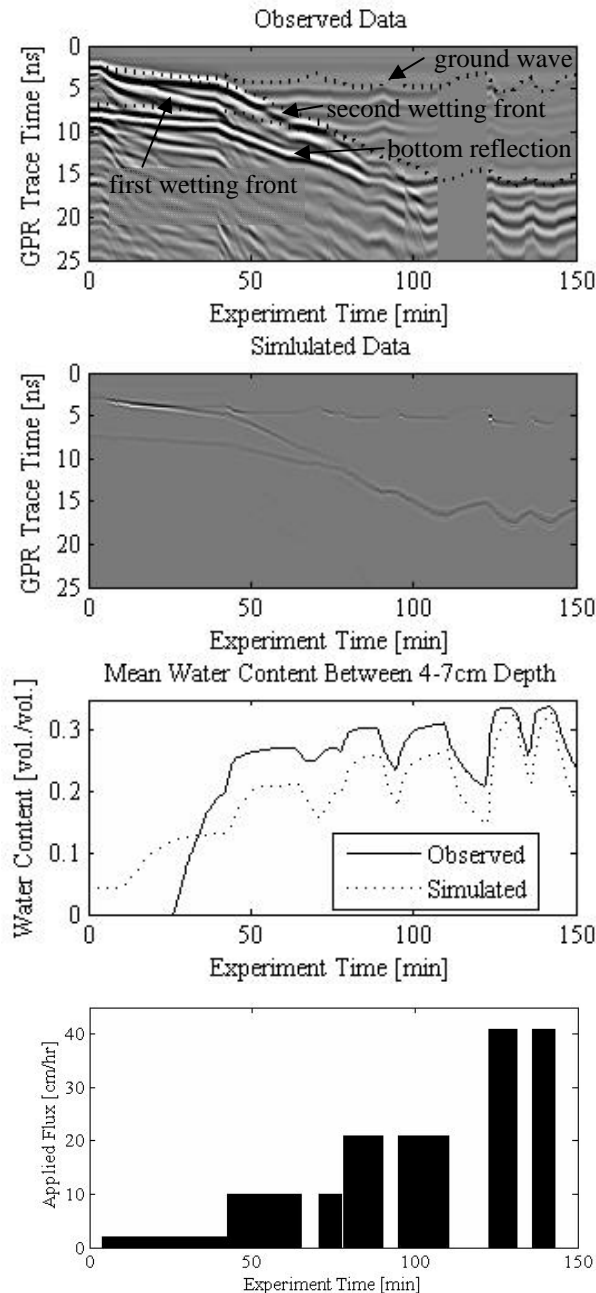 Observed Data
0
5
10
15
20
25
GPR Trace Time [ns]
ground wave
second wetting front
bottom reflection
first wetting front
0 50 100 150
Experiment Time [min]
Simlulated Data
0
5
10
15
20
25
GPR Trace Time [ns]
0 50 100 150
Experiment Time [min]
Mean Water Content Between 4-7cm Depth
0.3
0.2
0.1
0
Water Content [vol./vol.]
Observed
Simulated
0 50 100 150
Experiment Time [min]
40
30
20
10
0
Applied Flux [cm/hr]
0 50 100 150
Experiment Time [min]